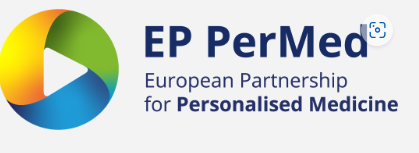 EP PerMed
European Partnership
for Personalised Medicine